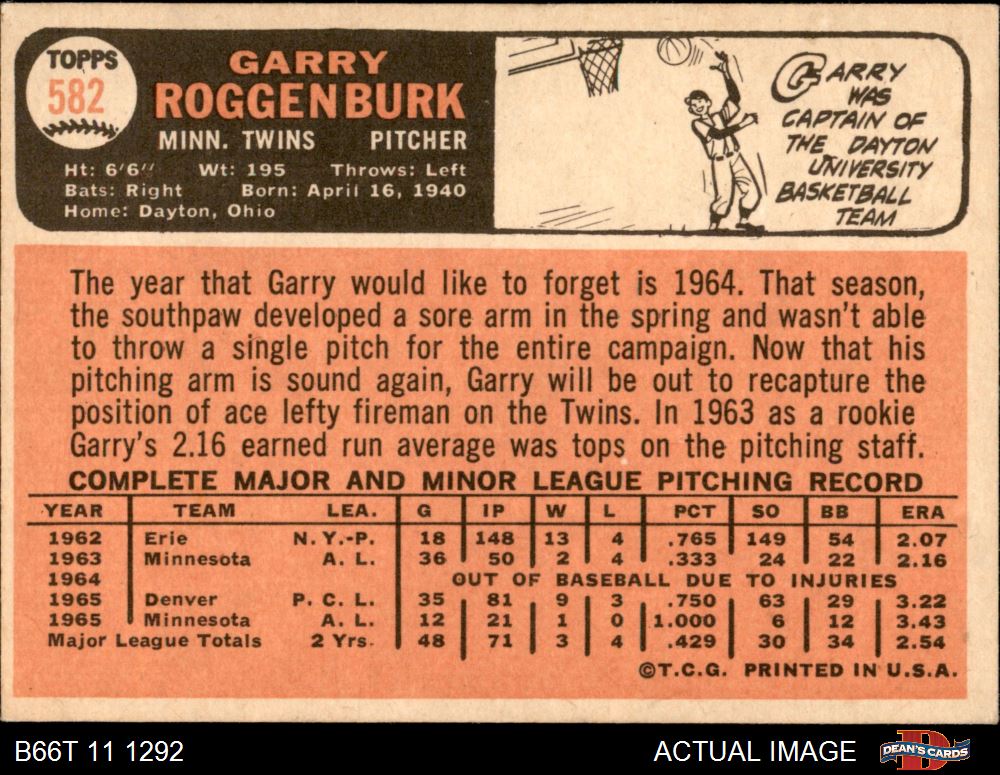 TOPPS
582
GARRY
ROGGENBURK
MINN. TWINS PITCHER
Ht: 6'6" Wt: 195 Throws: Left
Bats: Right Born: April 16, 1940
Home: Dayton, Ohio
GARRY
WAS
CAPTAIN OF
THE DAYTON
UNIVERSITY
BASKETBALL
TEAM
The year that Garry would like to forget is 1964. That season,
the southpaw developed a sore arm in the spring and wasn't able
to throw a single pitch for the entire campaign. Now that his
pitching arm is sound again, Garry will be out to recapture the
position of ace lefty fireman on the Twins. In 1963 as a rookie
Garry's 2.16 earned run average was tops on the pitching staff.
COMPLETE MAJOR AND MINOR LEAGUE PITCHING RECORD
YEAR TEAM LEA. G IP W L PCT SO BB ERA
1962 Erie N.Y.-P. 18 148 13 4 .765 149 54 2.07
1963 Minnesota A. L. 36 50 2 4 .333 24 22 2.16
1964 OUT OF BASEBALL DUE TO INJURIES
1965 Denver P. C. L. 35 81 9 3 .750 63 29 3.22
1965 Minnesota A. L. 12 21 1 0 1.000 6 12 3.43
Major League Totals 2 Yrs. 48 71 3 4 .429 30 34 2.54
©T.C.G. PRINTED IN U.S.A.
B66T 11 1292 ACTUAL IMAGE DEAN'S CARDS